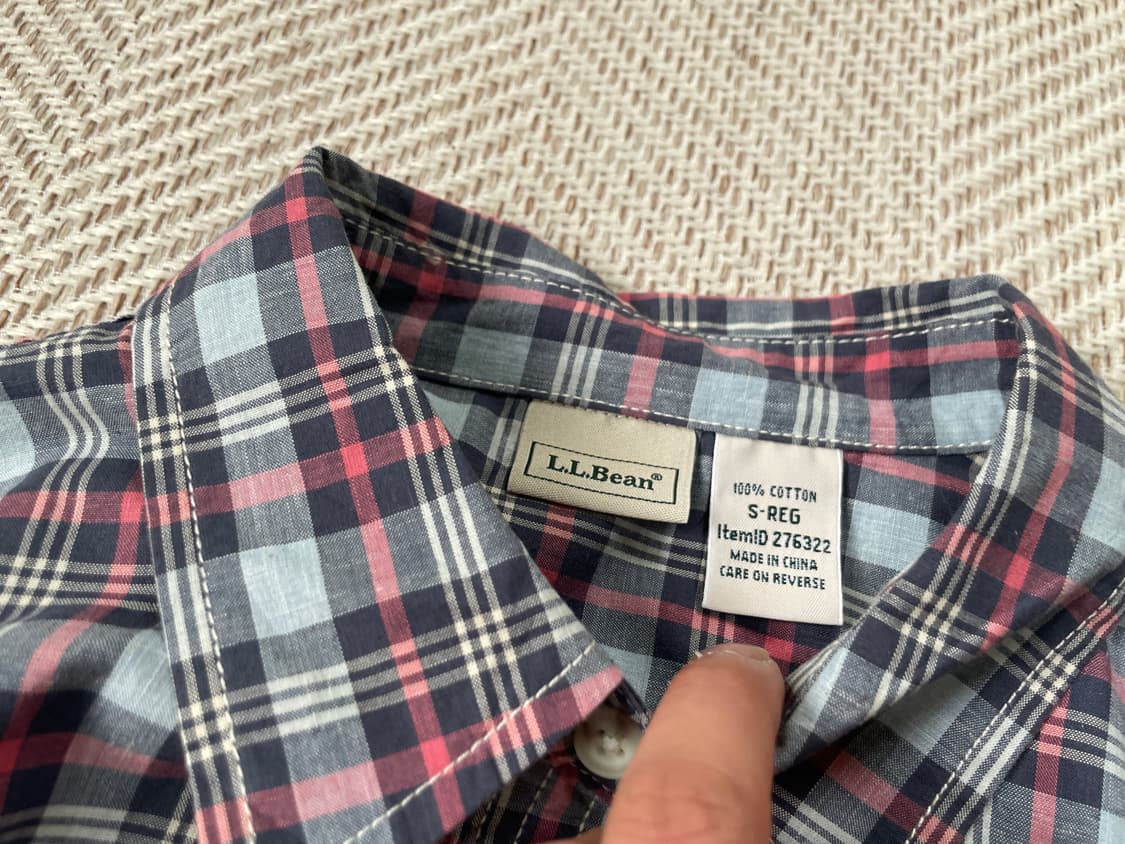 L.L.Bean®
100% COTTON
S-REG
ItemID 276322
MADE IN CHINA
CARE ON REVERSE